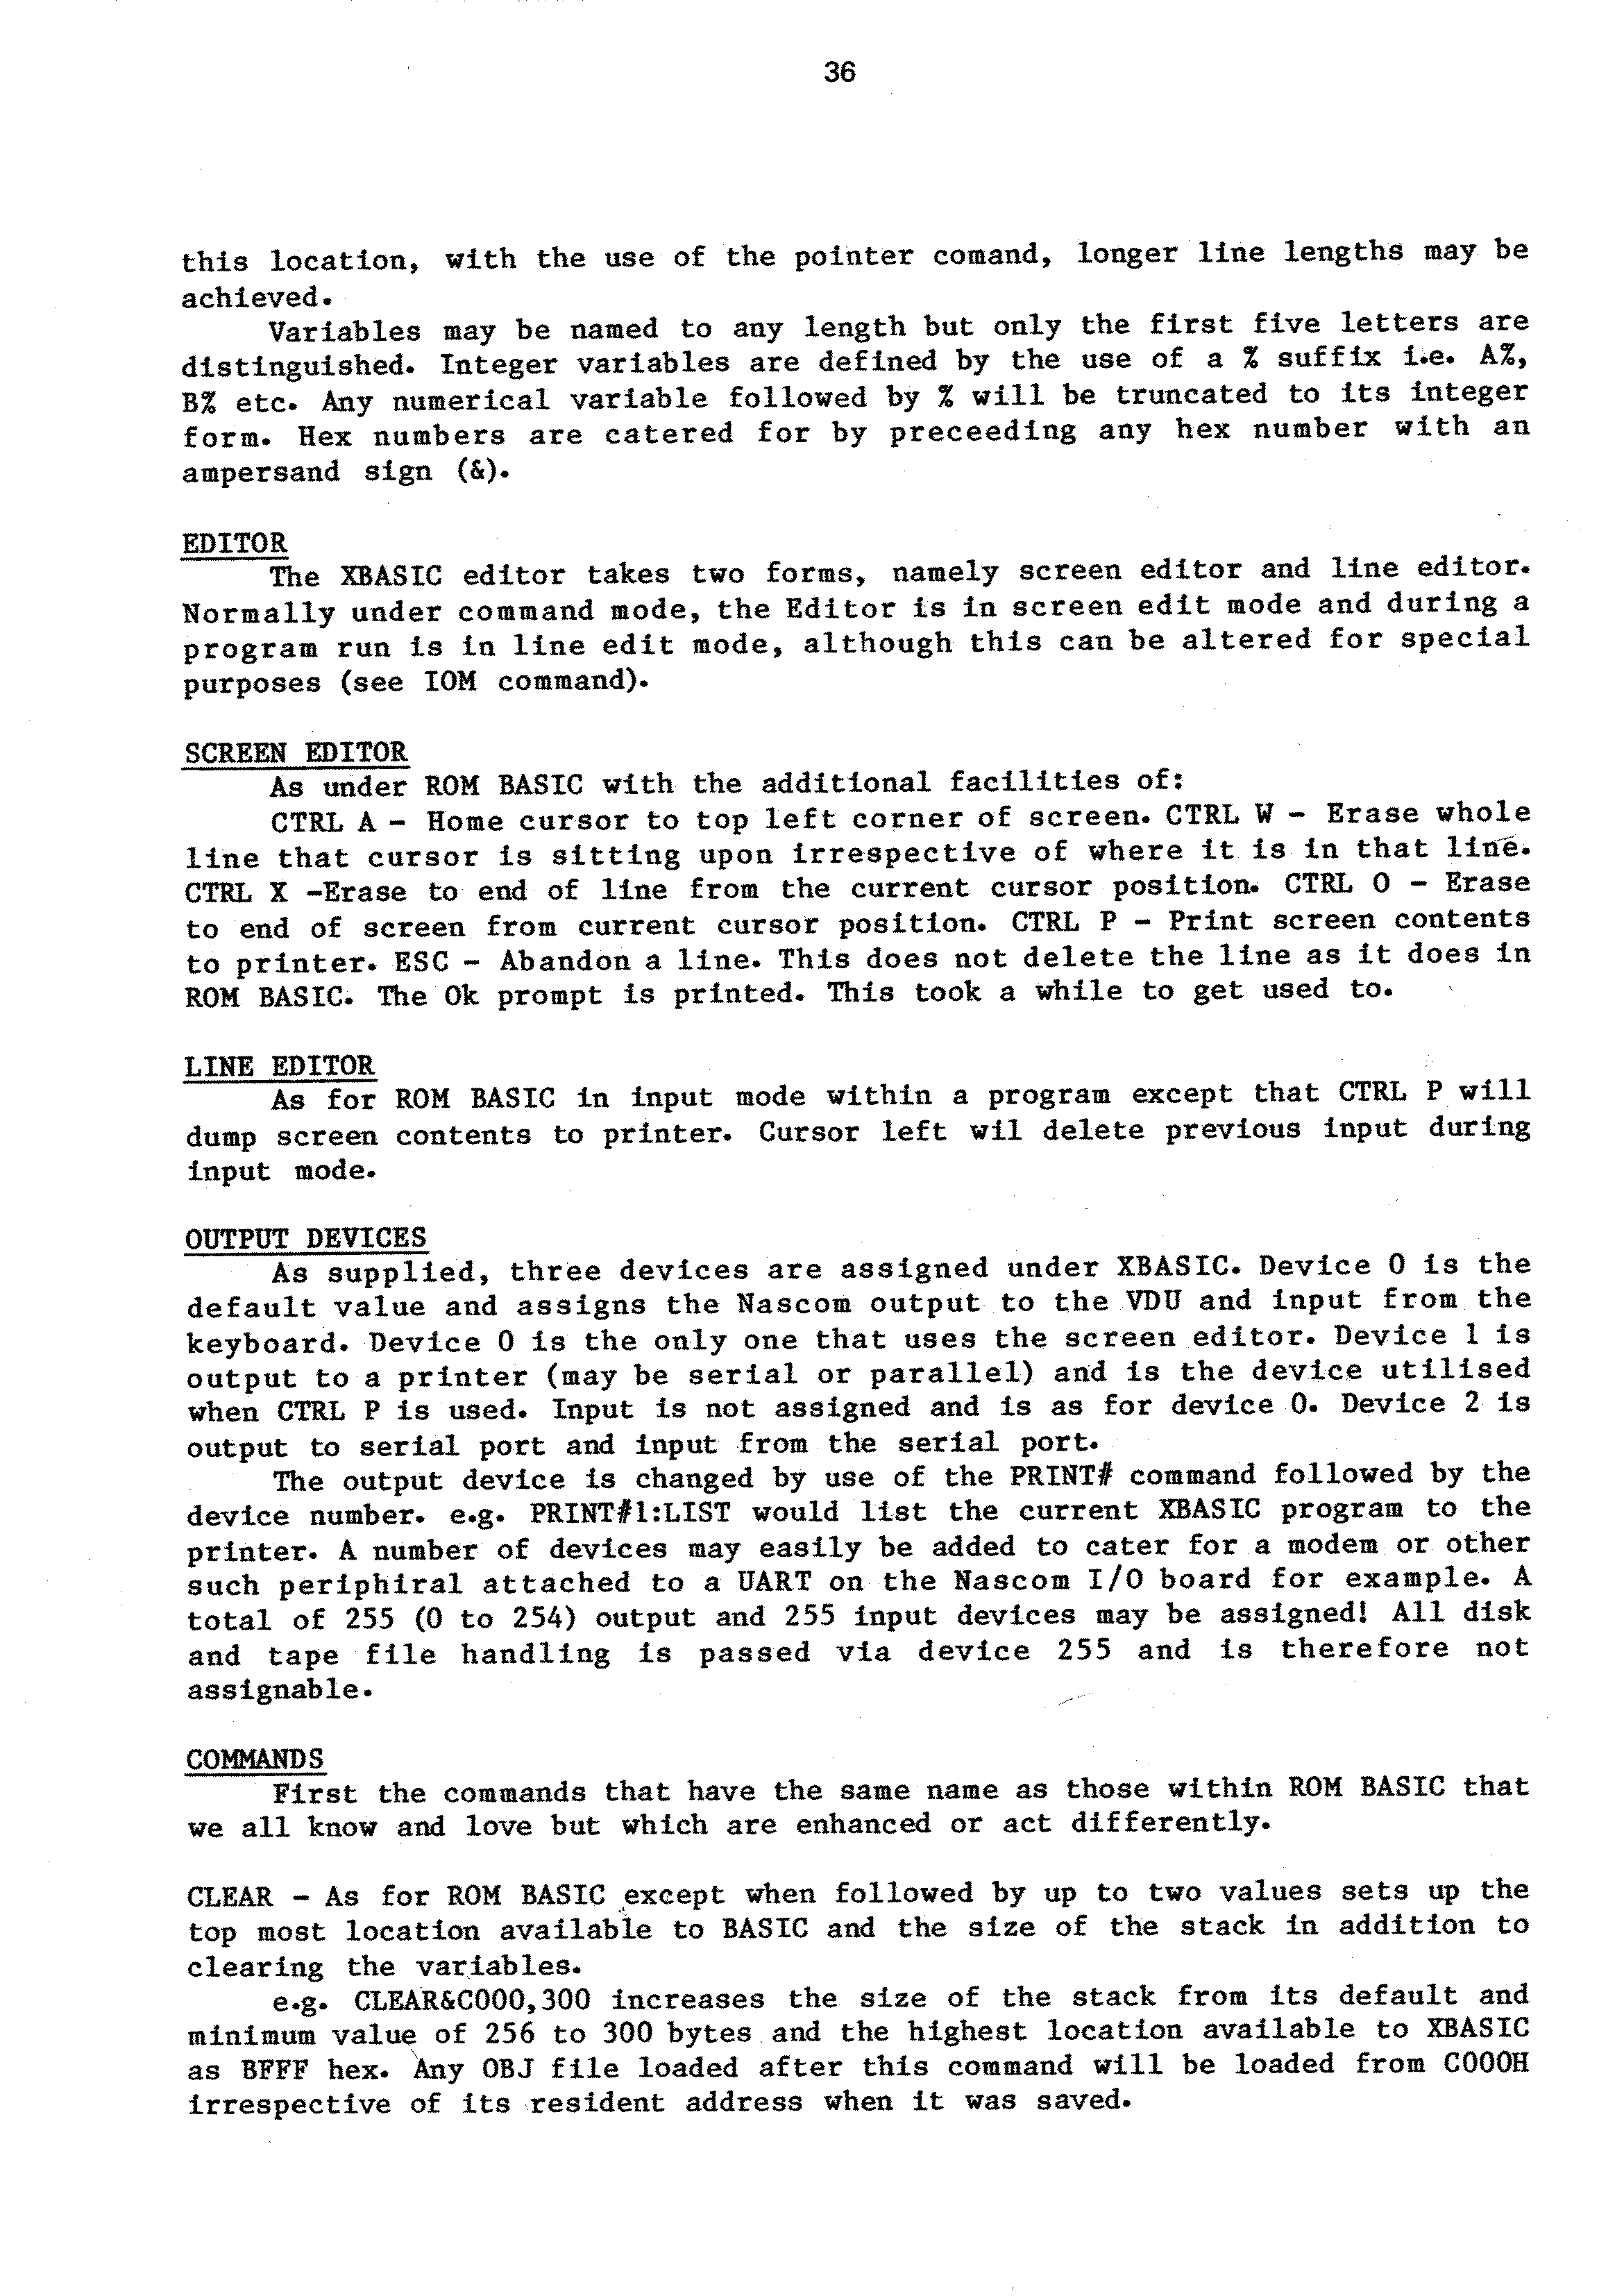 36
this location, with the use of the pointer comand, longer line lengths may be
achieved.
Variables may be named to any length but only the first five letters are
distinguished. Integer variables are defined by the use of a % suffix i.e. A%,
B% etc. Any numerical variable followed by % will be truncated to its integer
form. Hex numbers are catered for by preceeding any hex number with an
ampersand sign (&).
EDITOR
The XBASIC editor takes two forms, namely screen editor and line editor.
Normally under command mode, the Editor is in screen edit mode and during a
program run is in line edit mode, although this can be altered for special
purposes (see IOM command).
SCREEN EDITOR
As under ROM BASIC with the additional facilities of:
CTRL A - Home cursor to top left corner of screen. CTRL W - Erase whole
line that cursor is sitting upon irrespective of where it is in that line.
CTRL X -Erase to end of line from the current cursor position. CTRL O - Erase
to end of screen from current cursor position. CTRL P - Print screen contents
to printer. ESC - Abandon a line. This does not delete the line as it does in
ROM BASIC. The Ok prompt is printed. This took a while to get used to.
LINE EDITOR
As for ROM BASIC in input mode within a program except that CTRL P will
dump screen contents to printer. Cursor left wil delete previous input during
input mode.
OUTPUT DEVICES
As supplied, three devices are assigned under XBASIC. Device 0 is the
default value and assigns the Nascom output to the VDU and input from the
keyboard. Device 0 is the only one that uses the screen editor. Device 1 is
output to a printer (may be serial or parallel) and is the device utilised
when CTRL P is used. Input is not assigned and is as for device 0. Device 2 is
output to serial port and input from the serial port.
The output device is changed by use of the PRINT# command followed by the
device number. e.g. PRINT#1:LIST would list the current XBASIC program to the
printer. A number of devices may easily be added to cater for a modem or other
such periphiral attached to a UART on the Nascom I/O board for example. A
total of 255 (0 to 254) output and 255 input devices may be assigned! All disk
and tape file handling is passed via device 255 and is therefore not
assignable.
COMMANDS
First the commands that have the same name as those within ROM BASIC that
we all know and love but which are enhanced or act differently.
CLEAR - As for ROM BASIC except when followed by up to two values sets up the
top most location available to BASIC and the size of the stack in addition to
clearing the variables.
e.g. CLEAR&C000,300 increases the size of the stack from its default and
minimum value of 256 to 300 bytes and the highest location available to XBASIC
as BFFF hex. Any OBJ file loaded after this command will be loaded from C000H
irrespective of its resident address when it was saved.